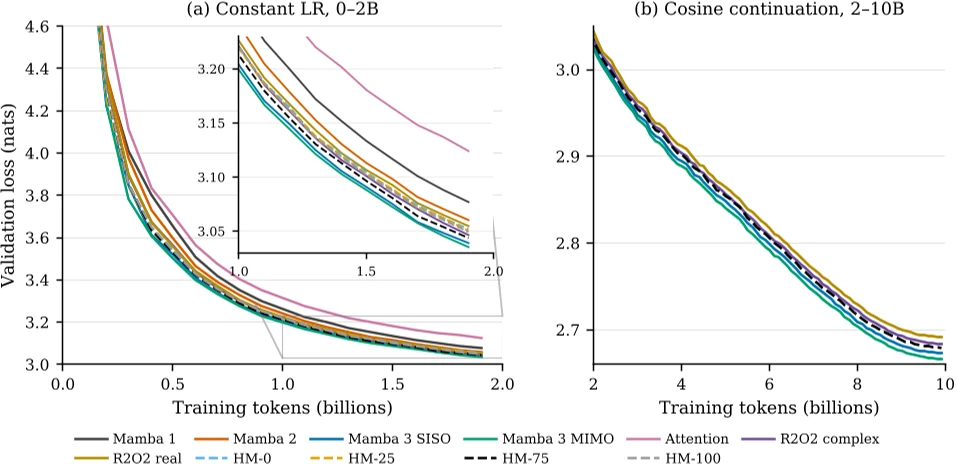 (a) Constant LR, 0–2B
(b) Cosine continuation, 2–10B
Validation loss (nats)
4.6
4.4
4.2
4.0
3.8
3.6
3.4
3.2
3.0
0.0 0.5 1.0 1.5 2.0
Training tokens (billions)
3.20
3.15
3.10
3.05
1.0 1.5 2.0
3.0
2.9
2.8
2.7
2 4 6 8 10
Training tokens (billions)
Mamba 1 Mamba 2 Mamba 3 SISO Mamba 3 MIMO Attention R2O2 complex
R2O2 real HM-0 HM-25 HM-75 HM-100